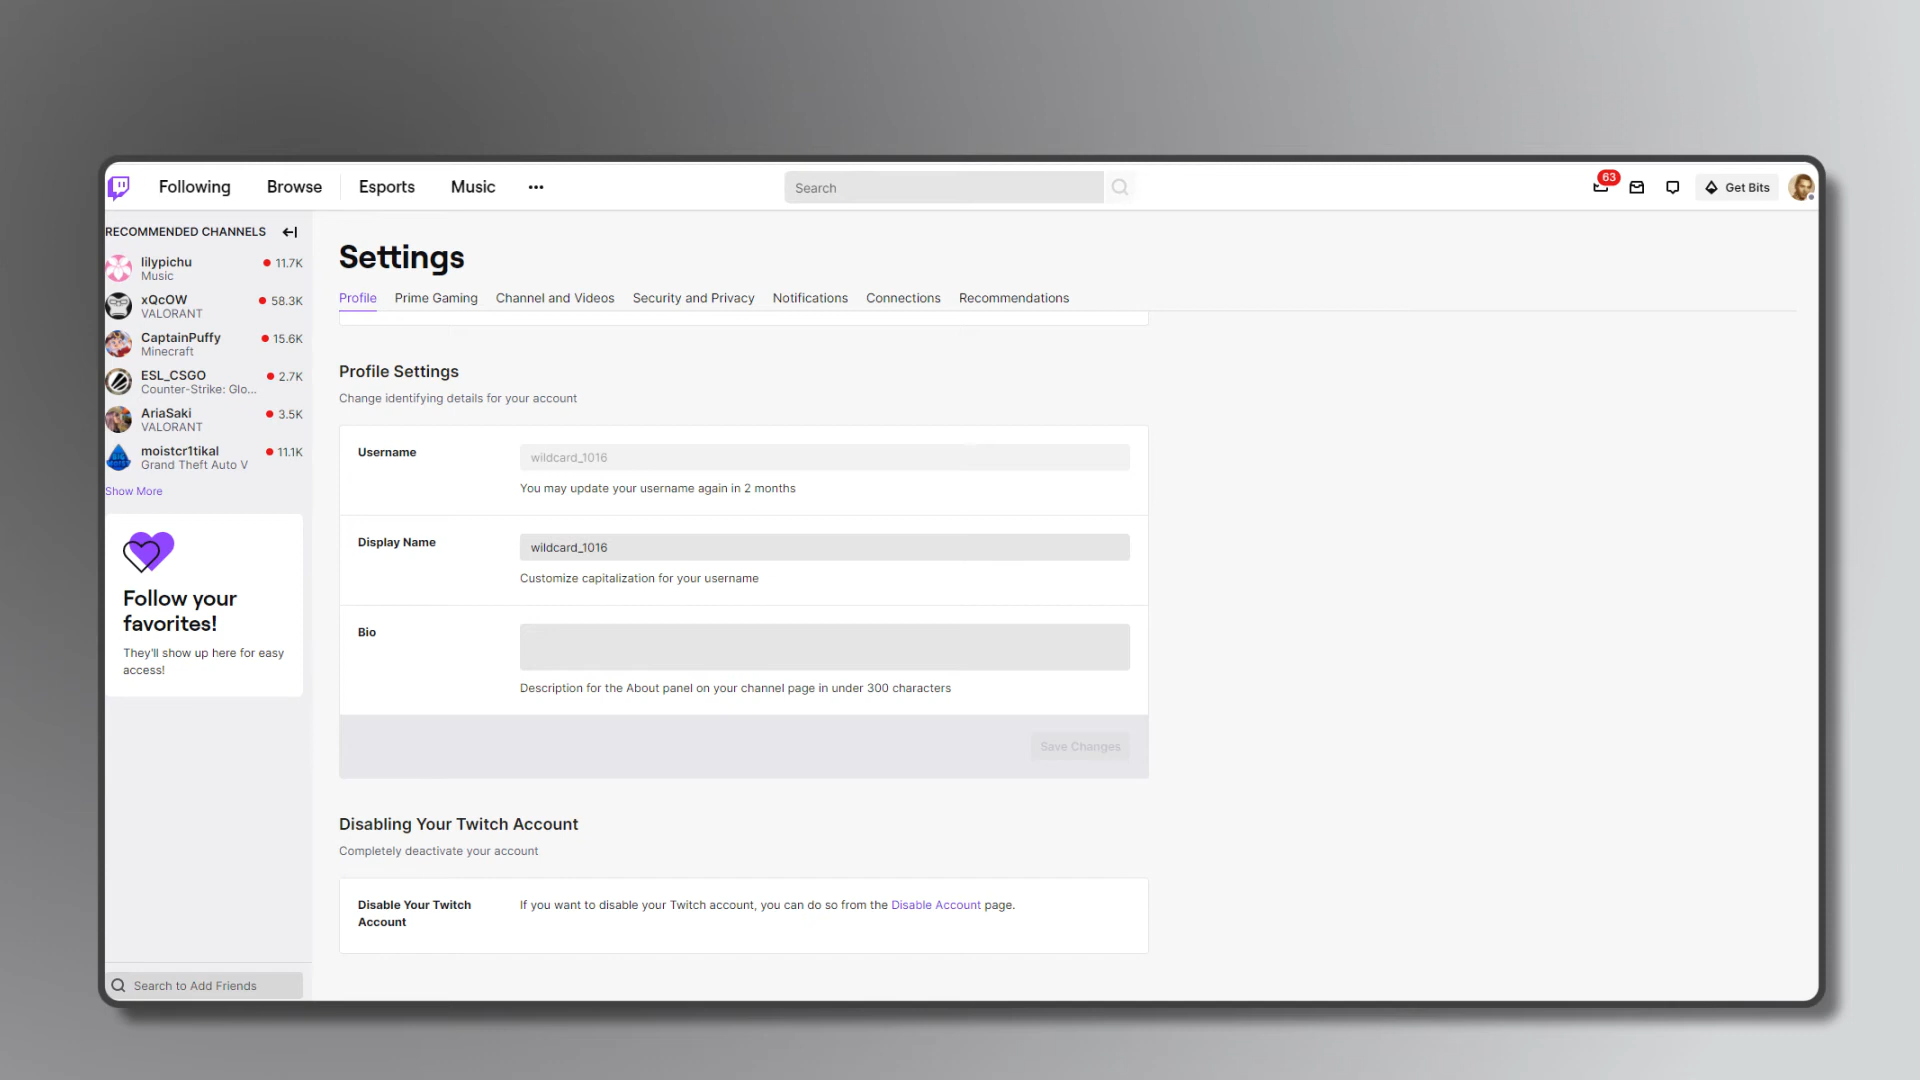 Following
Browse
Esports
Music
Search
63
Get Bits
RECOMMENDED CHANNELS
lilypichu
11.7K
Music
xQcOW
58.3K
VALORANT
CaptainPuffy
15.6K
Minecraft
ESL_CSGO
2.7K
Counter-Strike: Glo...
AriaSaki
3.5K
VALORANT
moistcr1tikal
11.1K
Grand Theft Auto V
Show More
Follow your
favorites!
They'll show up here for easy
access!
Search to Add Friends
Settings
Profile
Prime Gaming
Channel and Videos
Security and Privacy
Notifications
Connections
Recommendations
Profile Settings
Change identifying details for your account
Username
wildcard_1016
You may update your username again in 2 months
Display Name
wildcard_1016
Customize capitalization for your username
Bio
Description for the About panel on your channel page in under 300 characters
Save Changes
Disabling Your Twitch Account
Completely deactivate your account
Disable Your Twitch
Account
If you want to disable your Twitch account, you can do so from the Disable Account page.